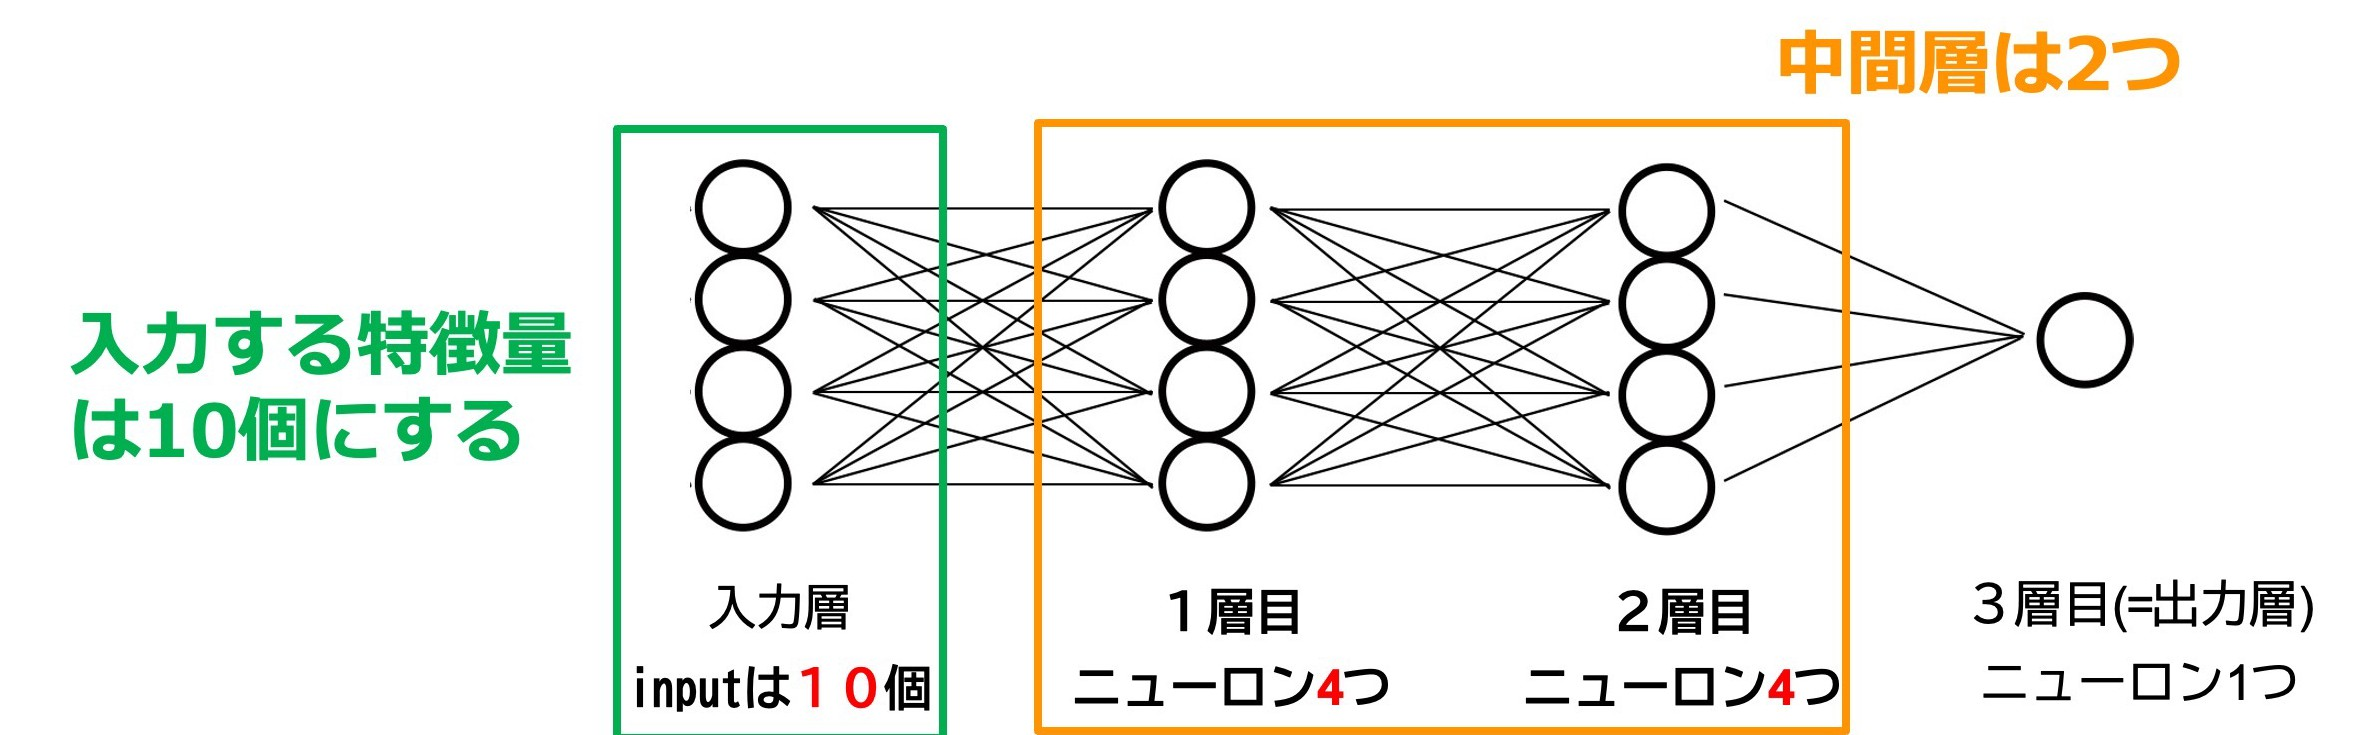 中間層は2つ
入力する特徴量
は10個にする
入力層
inputは１０個
１層目
ニューロン4つ
２層目
ニューロン4つ
３層目(=出力層)
ニューロン1つ